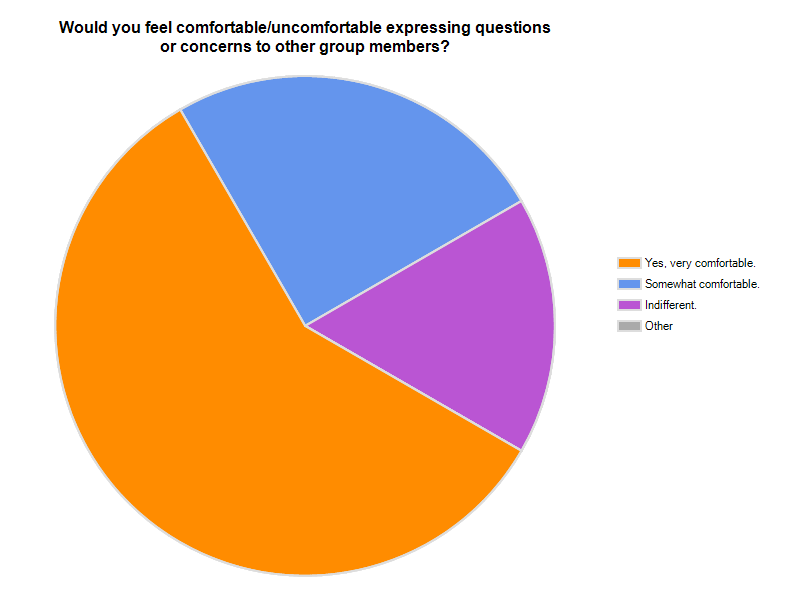 Would you feel comfortable/uncomfortable expressing questions
or concerns to other group members?
Yes, very comfortable.
Somewhat comfortable.
Indifferent.
Other